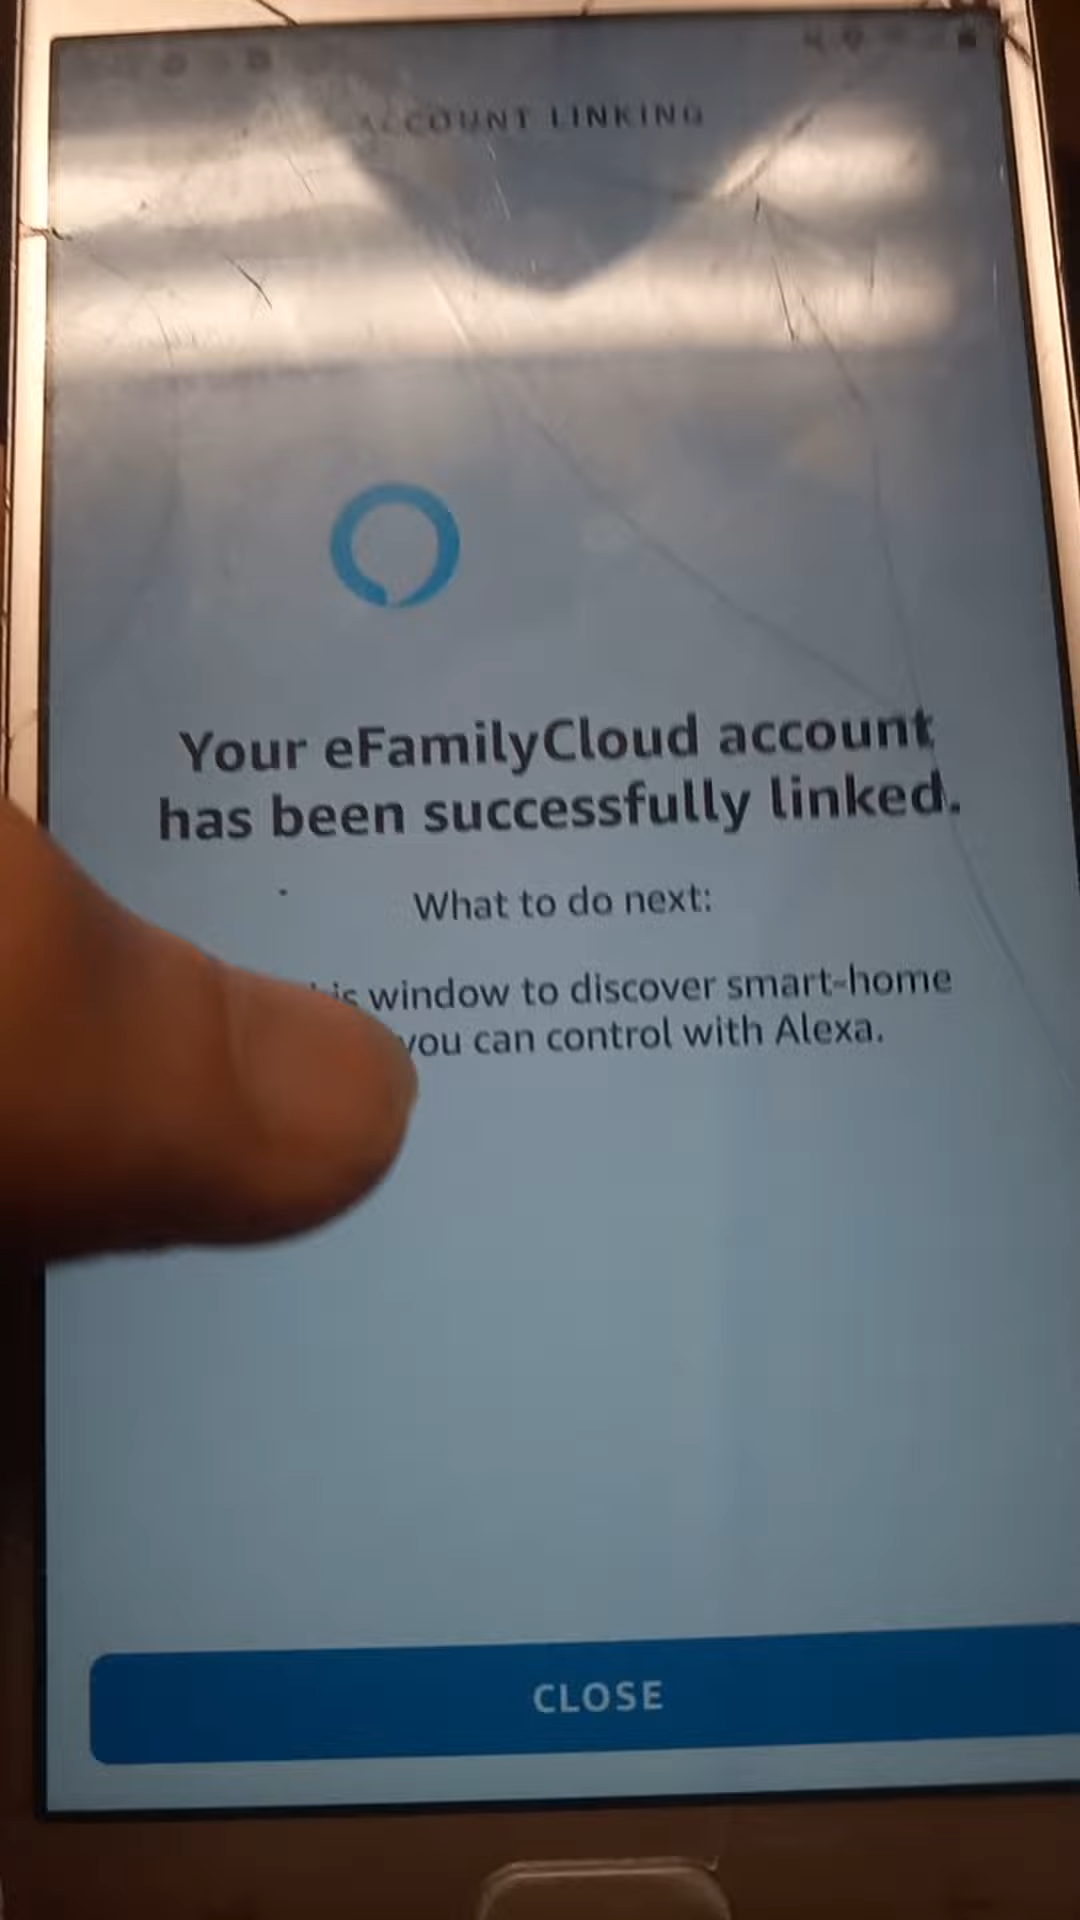 ACCOUNT LINKING
Your eFamilyCloud account
has been successfully linked.
What to do next:
window to discover smart-home
you can control with Alexa.
CLOSE